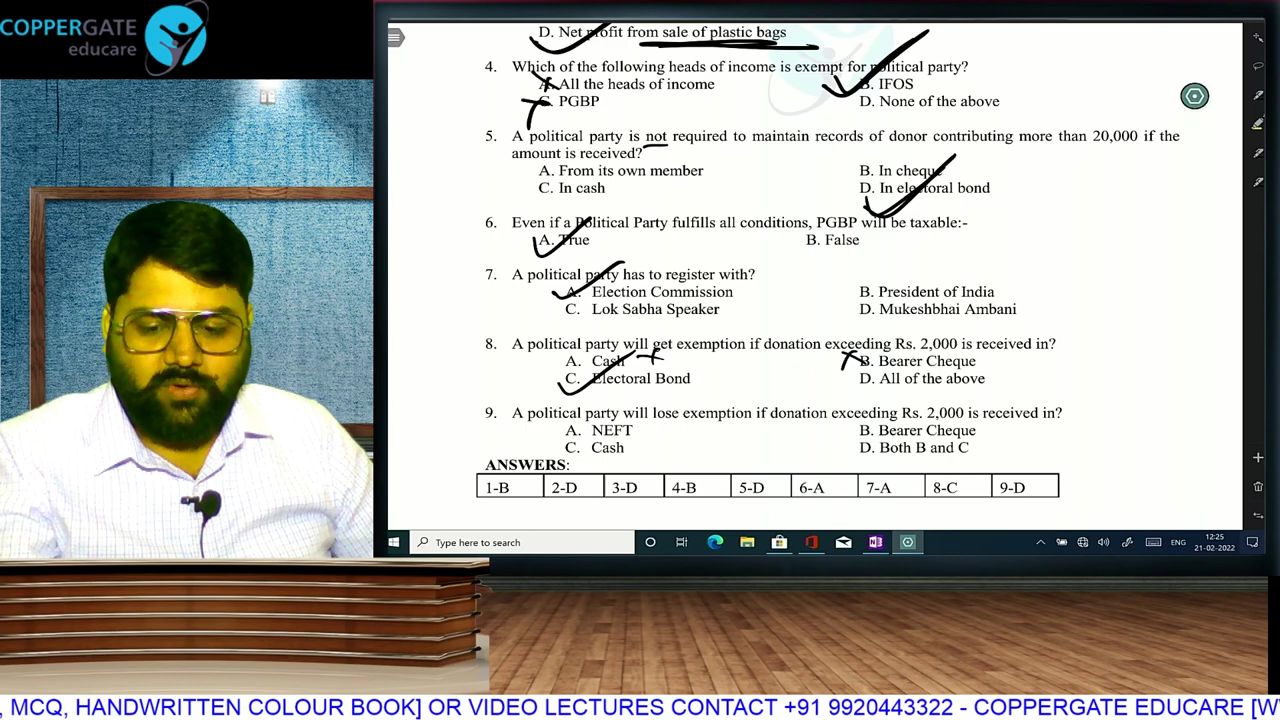 COPPERGATE
educare
D. Net profit from sale of plastic bags
4. Which of the following heads of income is exempt for political party?
A. All the heads of income B. IFOS
C. PGBP D. None of the above
5. A political party is not required to maintain records of donor contributing more than 20,000 if the
amount is received?
A. From its own member B. In cheque
C. In cash D. In electoral bond
6. Even if a Political Party fulfills all conditions, PGBP will be taxable:-
A. True B. False
7. A political party has to register with?
A. Election Commission B. President of India
C. Lok Sabha Speaker D. Mukeshbhai Ambani
8. A political party will get exemption if donation exceeding Rs. 2,000 is received in?
A. Cash B. Bearer Cheque
C. Electoral Bond D. All of the above
9. A political party will lose exemption if donation exceeding Rs. 2,000 is received in?
A. NEFT B. Bearer Cheque
C. Cash D. Both B and C
ANSWERS:
1-B 2-D 3-D 4-B 5-D 6-A 7-A 8-C 9-D
Type here to search
ENG
12:25
21-02-2022
, MCQ, HANDWRITTEN COLOUR BOOK] OR VIDEO LECTURES CONTACT +91 9920443322 - COPPERGATE EDUCARE [W